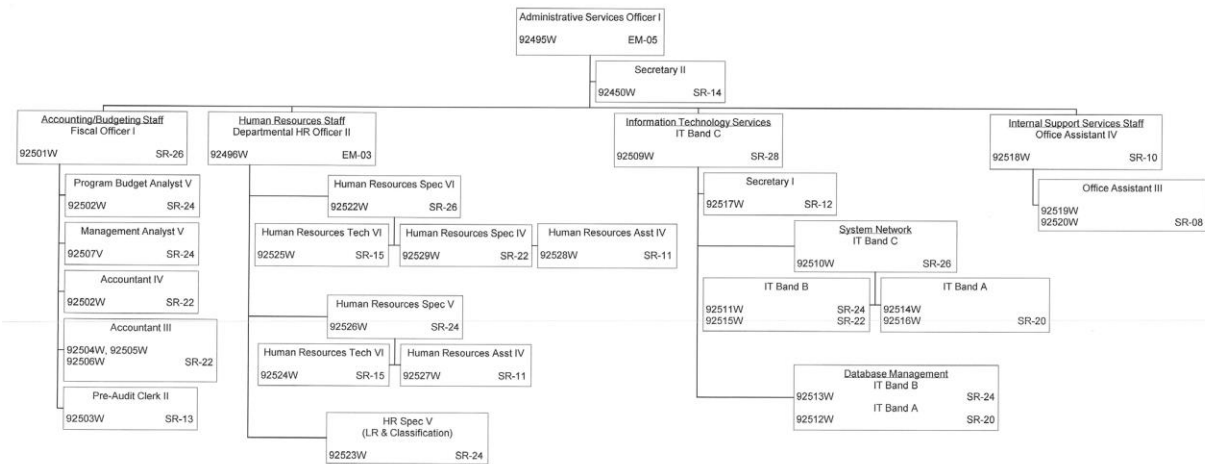 Administrative Services Officer I
92495W EM-05
Secretary II
92450W SR-14
Accounting/Budgeting Staff
Fiscal Officer I
92501W SR-26
Program Budget Analyst V
92502W SR-24
Management Analyst V
92507V SR-24
Accountant IV
92502W SR-22
Accountant III
92504W, 92505W
92506W SR-22
Pre-Audit Clerk II
92503W SR-13
Human Resources Staff
Departmental HR Officer II
92496W EM-03
Human Resources Spec VI
92522W SR-26
Human Resources Tech VI
92525W SR-15
Human Resources Spec IV
92529W SR-22
Human Resources Asst IV
92528W SR-11
Human Resources Spec V
92526W SR-24
Human Resources Tech VI
92524W SR-15
Human Resources Asst IV
92527W SR-11
HR Spec V
(LR & Classification)
92523W SR-24
Information Technology Services
IT Band C
92509W SR-28
Secretary I
92517W SR-12
System Network
IT Band C
92510W SR-26
IT Band B
92511W SR-24
92515W SR-22
IT Band A
92514W
92516W SR-20
Database Management
IT Band B
92513W SR-24
IT Band A
92512W SR-20
Internal Support Services Staff
Office Assistant IV
92518W SR-10
Office Assistant III
92519W
92520W SR-08